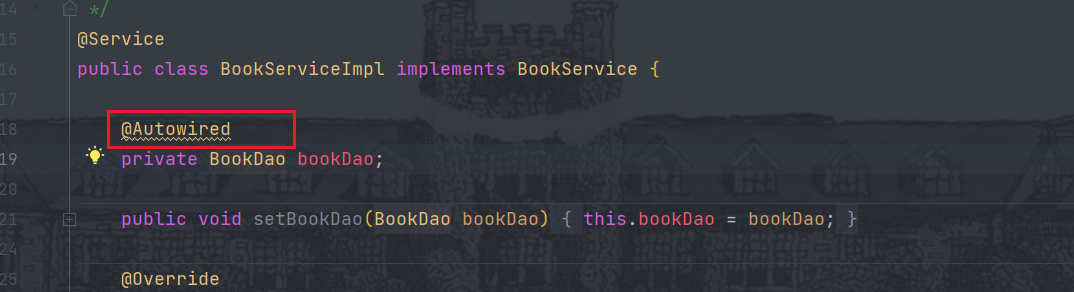 14 */
15 @Service
16 public class BookServiceImpl implements BookService {
17
18 @Autowired
19 private BookDao bookDao;
20
21 public void setBookDao(BookDao bookDao) { this.bookDao = bookDao; }
24
25 @Override